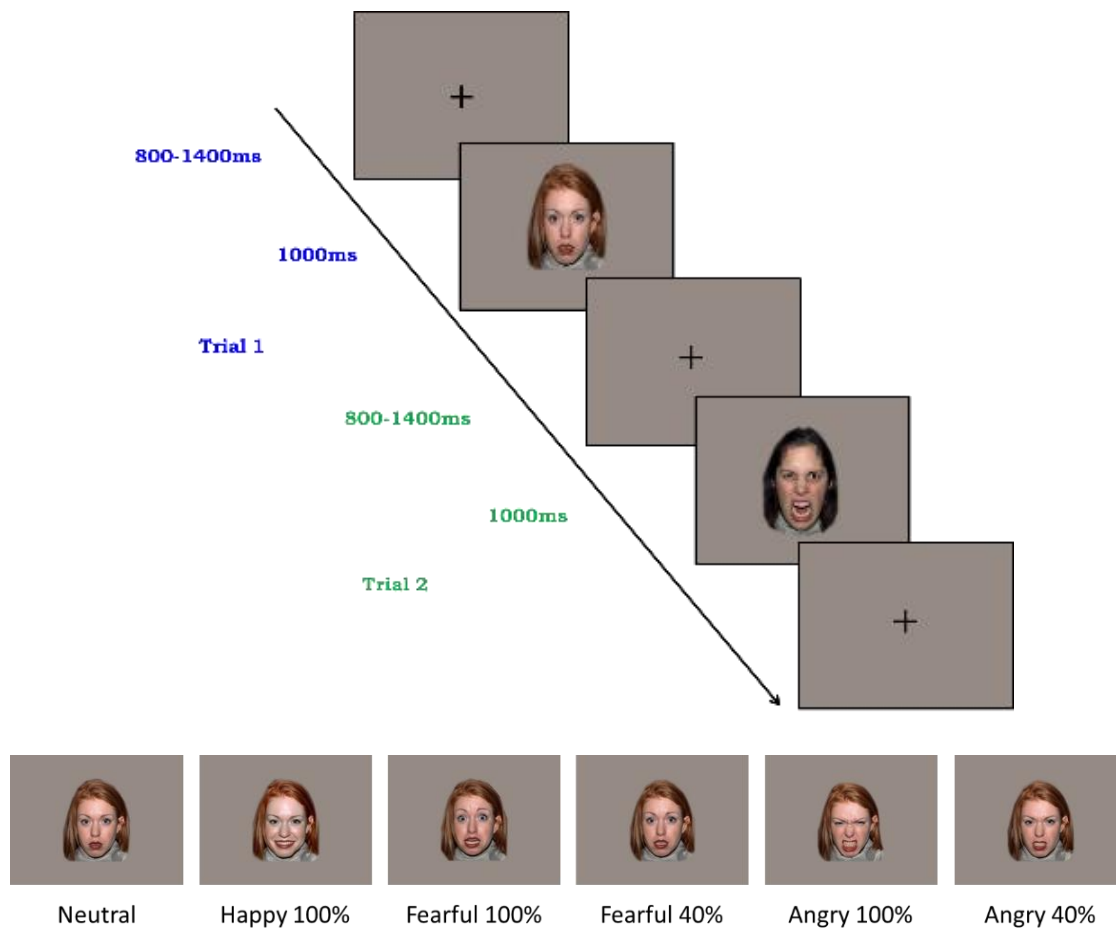 800-1400ms
1000ms
Trial 1
800-1400ms
1000ms
Trial 2
Neutral
Happy 100%
Fearful 100%
Fearful 40%
Angry 100%
Angry 40%